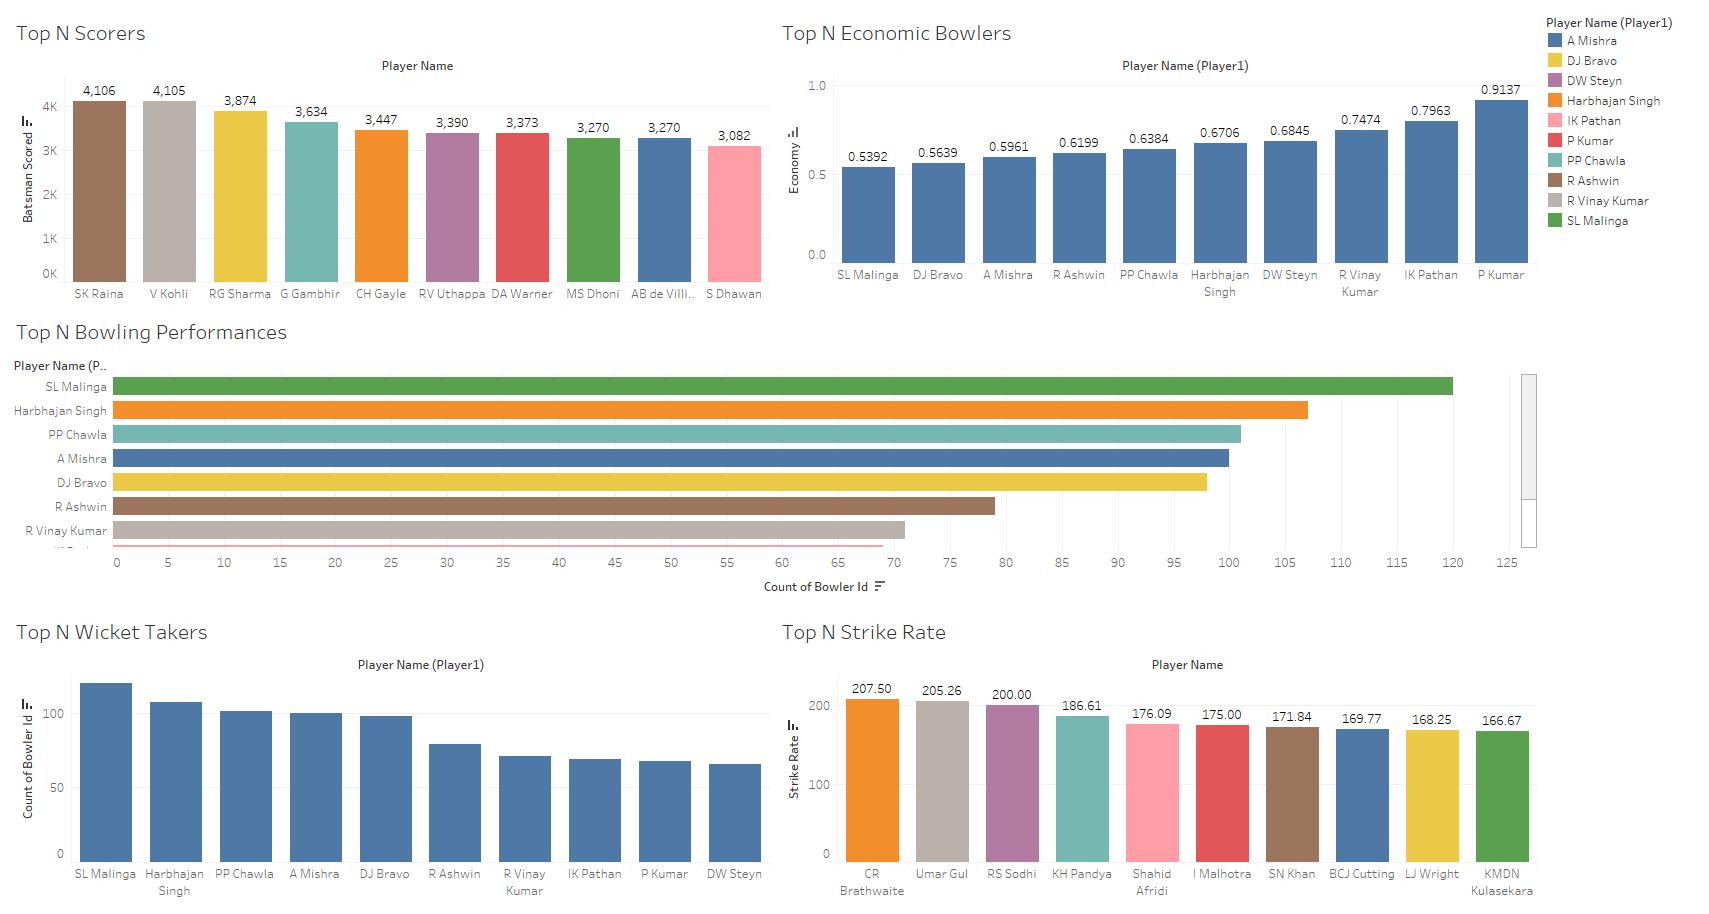 Top N Scorers
Player Name
4,106 4,105 3,874 3,634 3,447 3,390 3,373 3,270 3,270 3,082
4K
3K
2K
1K
0K
Batsman Scored
SK Raina V Kohli RG Sharma G Gambhir CH Gayle RV Uthappa DA Warner MS Dhoni AB de Villi.. S Dhawan
Top N Economic Bowlers
Player Name (Player1)
0.5392 0.5639 0.5961 0.6199 0.6384 0.6706 0.6845 0.7474 0.7963 0.9137
1.0
0.5
0.0
Economy
SL Malinga DJ Bravo A Mishra R Ashwin PP Chawla Harbhajan Singh DW Steyn R Vinay Kumar IK Pathan P Kumar
Player Name (Player1)
A Mishra
DJ Bravo
DW Steyn
Harbhajan Singh
IK Pathan
P Kumar
PP Chawla
R Ashwin
R Vinay Kumar
SL Malinga
Top N Bowling Performances
Player Name (P..
SL Malinga
Harbhajan Singh
PP Chawla
A Mishra
DJ Bravo
R Ashwin
R Vinay Kumar
0 5 10 15 20 25 30 35 40 45 50 55 60 65 70 75 80 85 90 95 100 105 110 115 120 125
Count of Bowler Id
Top N Wicket Takers
Player Name (Player1)
100
50
0
Count of Bowler Id
SL Malinga Harbhajan Singh PP Chawla A Mishra DJ Bravo R Ashwin R Vinay Kumar IK Pathan P Kumar DW Steyn
Top N Strike Rate
Player Name
207.50 205.26 200.00 186.61 176.09 175.00 171.84 169.77 168.25 166.67
200
100
0
Strike Rate
CR Brathwaite Umar Gul RS Sodhi KH Pandya Shahid Afridi I Malhotra SN Khan BCJ Cutting LJ Wright KMDN Kulasekara